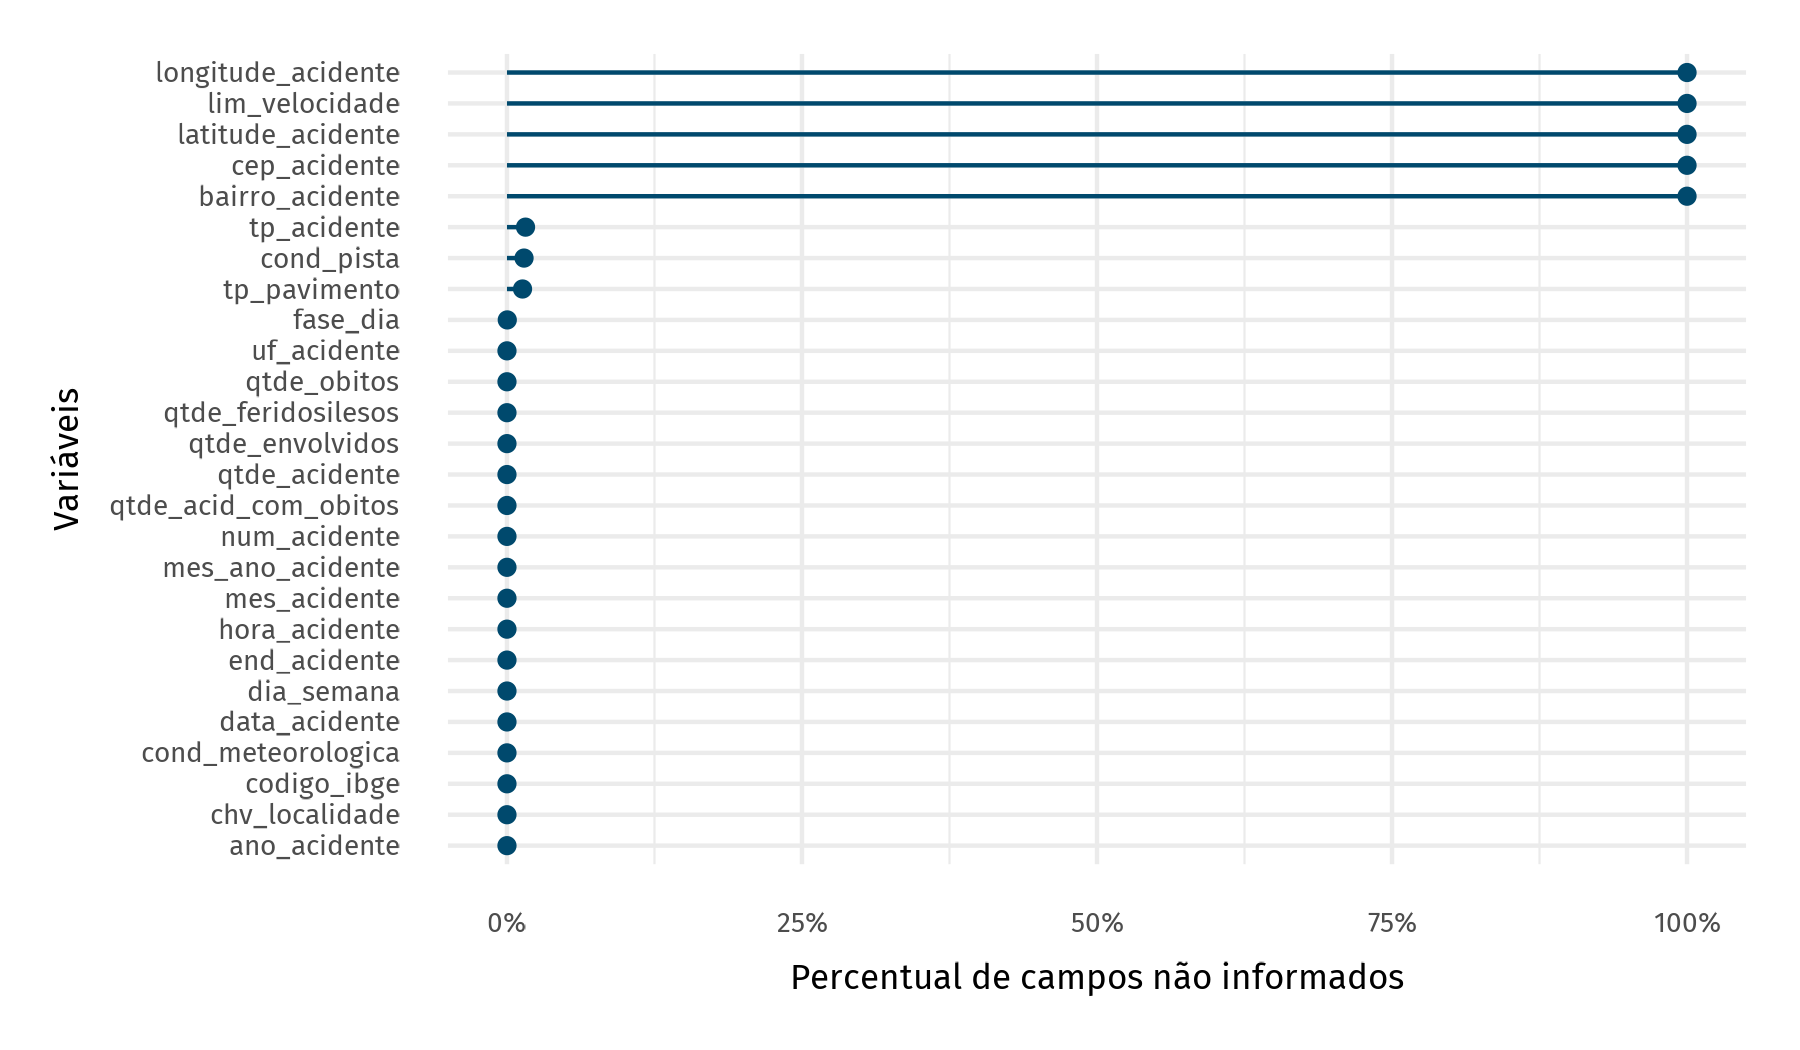 longitude_acidente
lim_velocidade
latitude_acidente
cep_acidente
bairro_acidente
tp_acidente
cond_pista
tp_pavimento
fase_dia
uf_acidente
qtde_obitos
qtde_feridosilesos
qtde_envolvidos
qtde_acidente
qtde_acid_com_obitos
num_acidente
mes_ano_acidente
mes_acidente
hora_acidente
end_acidente
dia_semana
data_acidente
cond_meteorologica
codigo_ibge
chv_localidade
ano_acidente
Variáveis
0% 25% 50% 75% 100%
Percentual de campos não informados